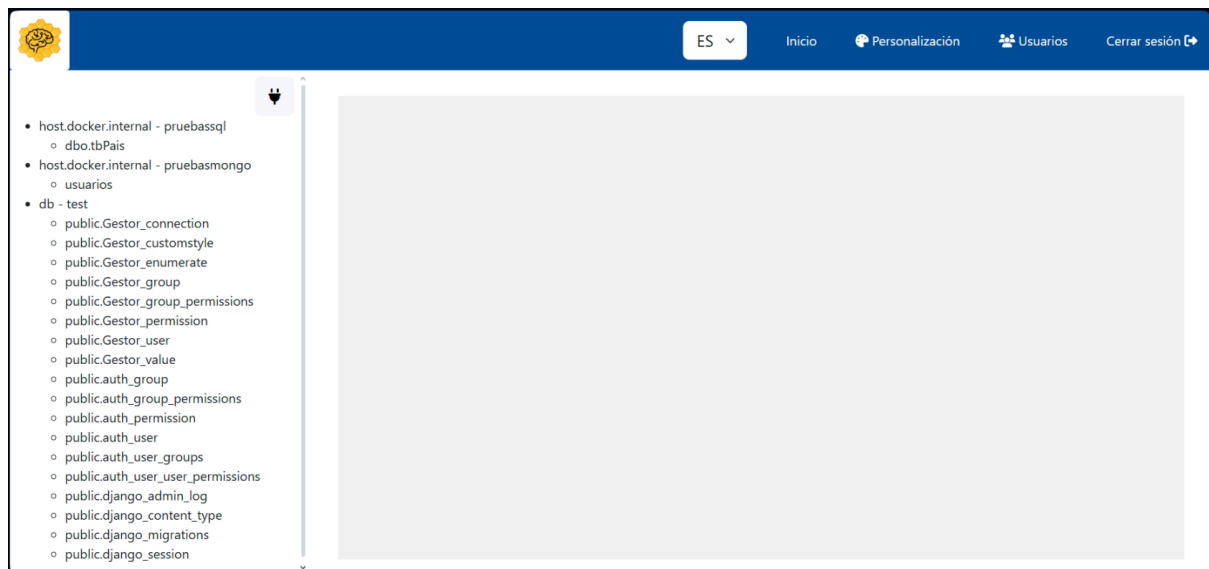 ES
Inicio
Personalización
Usuarios
Cerrar sesión
host.docker.internal - pruebassql
dbo.tbPais
host.docker.internal - pruebasmongo
usuarios
db - test
public.Gestor_connection
public.Gestor_customstyle
public.Gestor_enumerate
public.Gestor_group
public.Gestor_group_permissions
public.Gestor_permission
public.Gestor_user
public.Gestor_value
public.auth_group
public.auth_group_permissions
public.auth_permission
public.auth_user
public.auth_user_groups
public.auth_user_user_permissions
public.django_admin_log
public.django_content_type
public.django_migrations
public.django_session